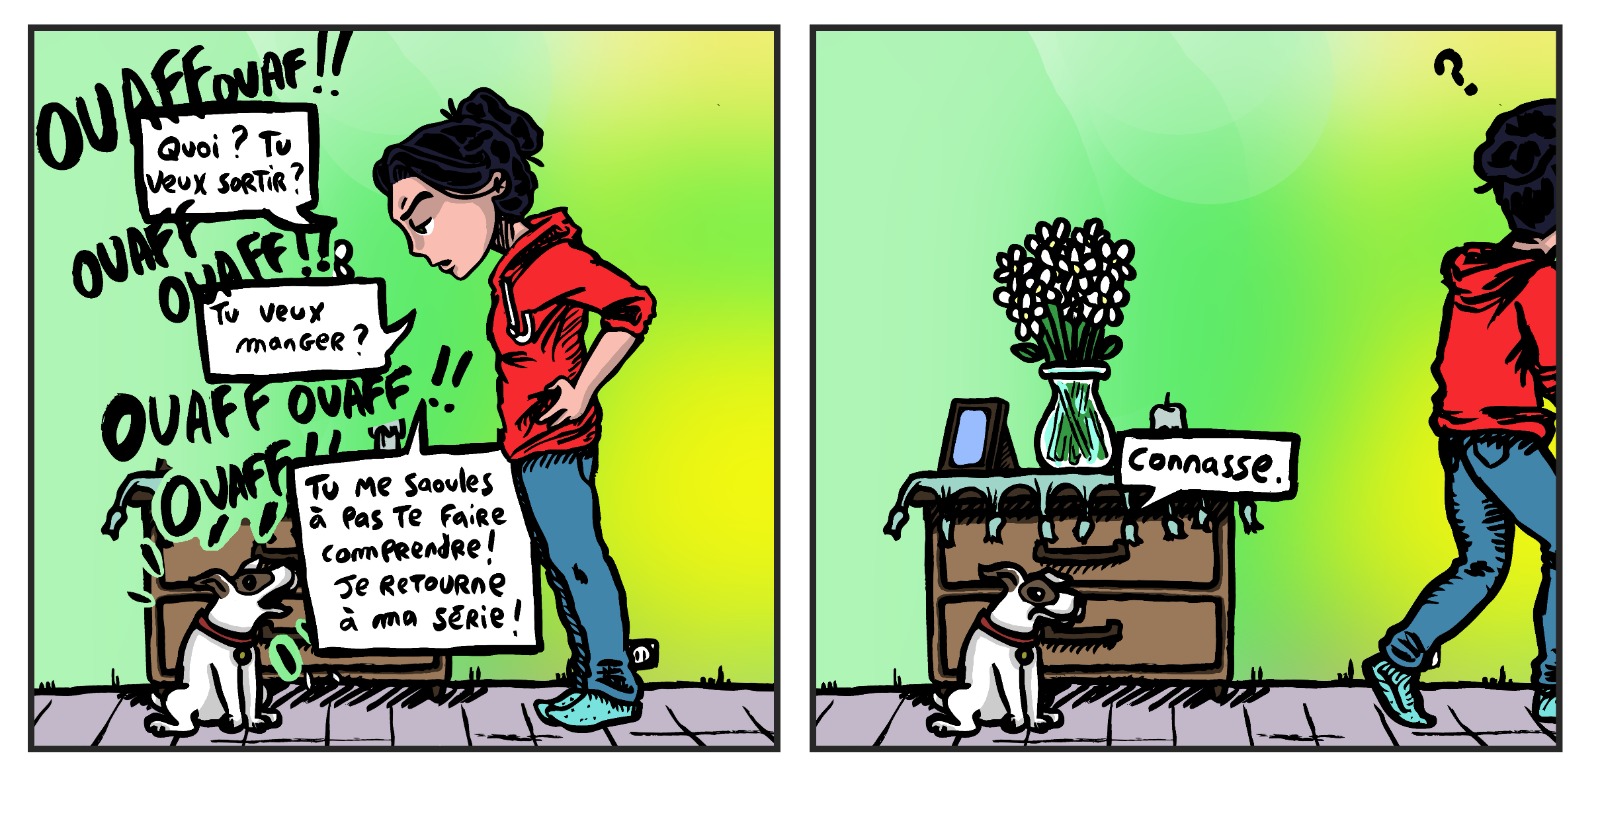 OUAFF OUAF!!
Quoi ? Tu
veux sortir ?
OUAFF
OUAFF!!
Tu veux
manger ?
OUAFF OUAFF!!
OUAFF!!
Tu me saoules
à pas te faire
comprendre !
Je retourne
à ma série !
?
Connasse.